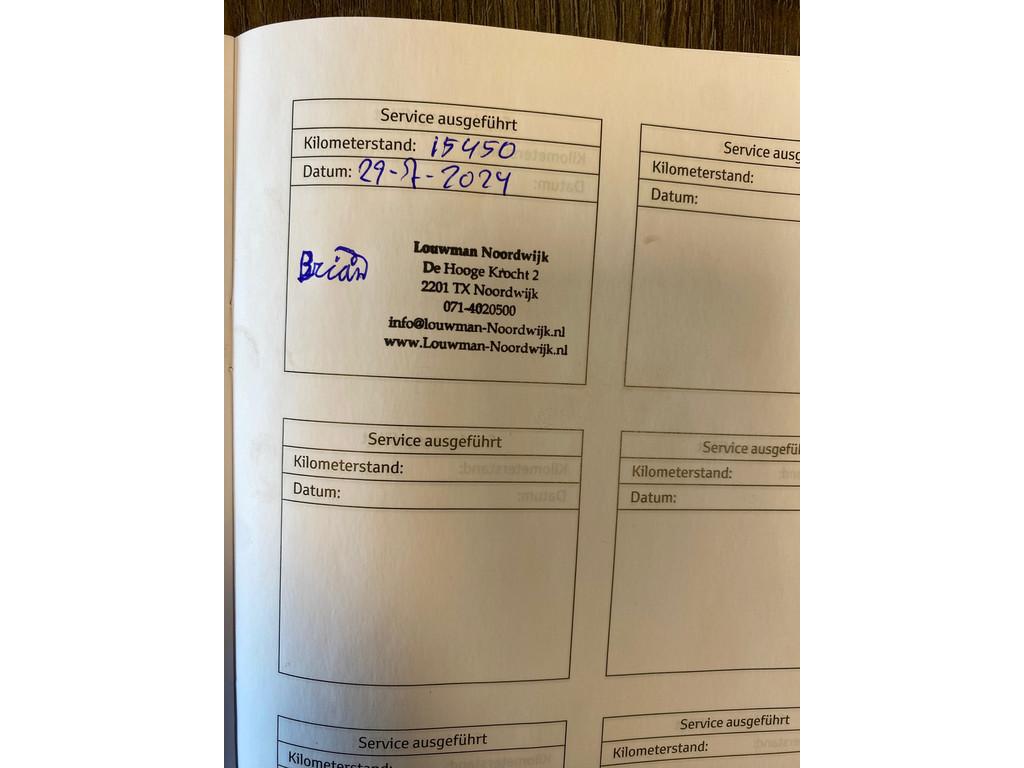 Service ausgeführt
Kilometerstand: 15450
Datum: 29-7-2024
Brian
Louwman Noordwijk
De Hooge Krocht 2
2201 TX Noordwijk
071-4020500
info@louwman-Noordwijk.nl
www.Louwman-Noordwijk.nl
Service ausg
Kilometerstand:
Datum:
Service ausgeführt
Kilometerstand:
Datum:
Service ausgefü
Kilometerstand:
Datum:
Service ausgeführt
Kilometerstand:
Service ausgeführt
Kilometerstand: